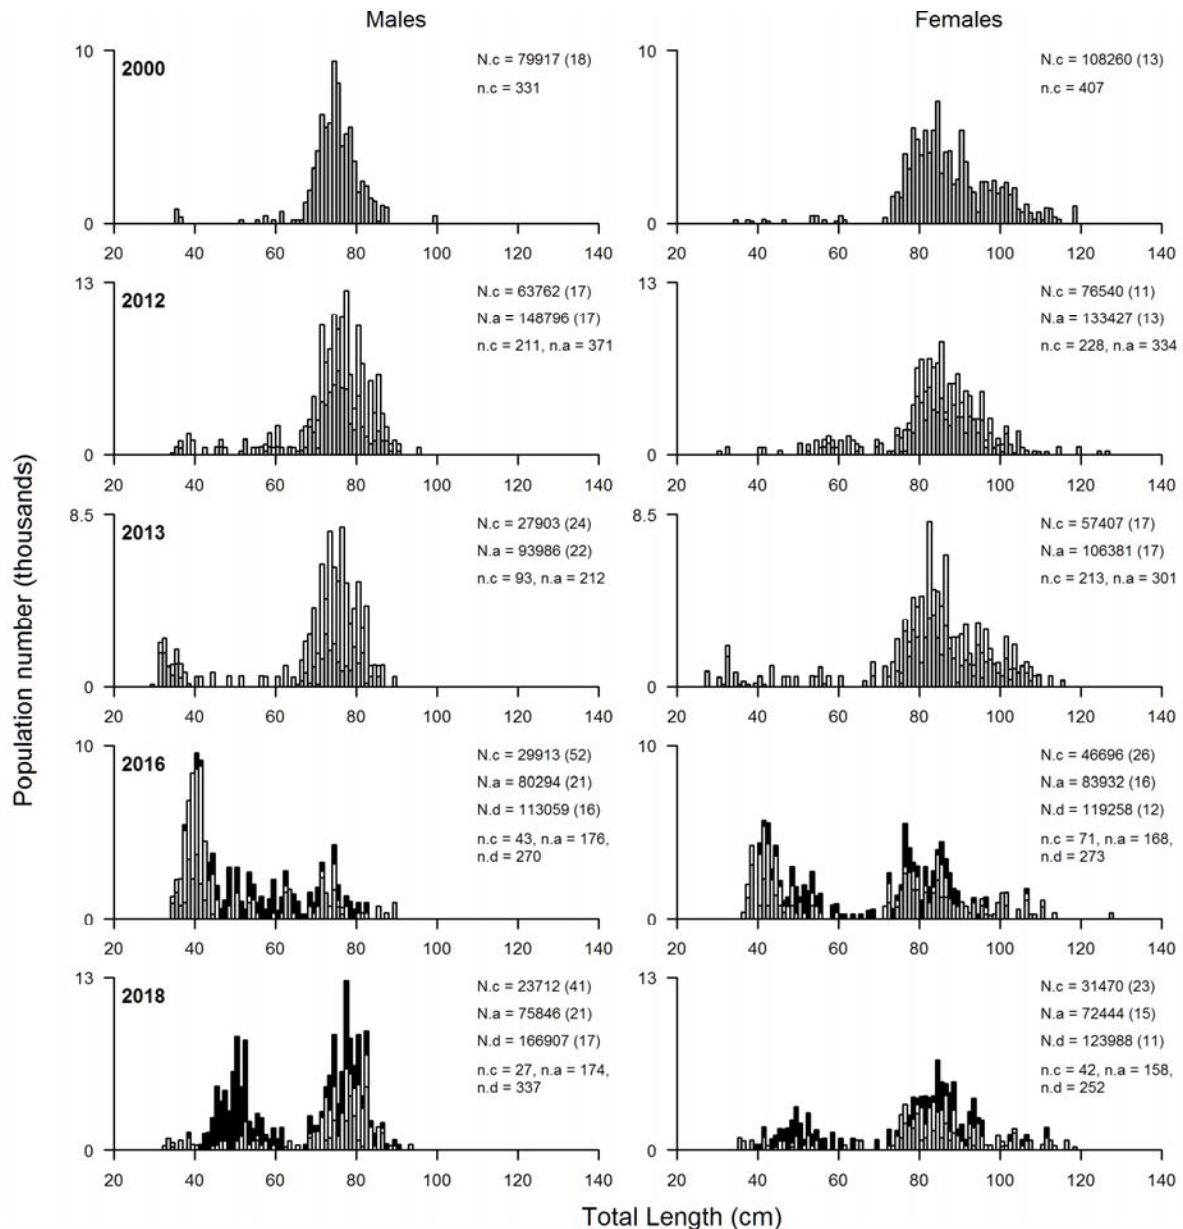 Males
Females
10
2000
N.c = 79917 (18)
n.c = 331
0
20 40 60 80 100 120 140
N.c = 108260 (13)
n.c = 407
10
0
20 40 60 80 100 120 140
13
2012
N.c = 63762 (17)
N.a = 148796 (17)
n.c = 211, n.a = 371
0
20 40 60 80 100 120 140
N.c = 76540 (11)
N.a = 133427 (13)
n.c = 228, n.a = 334
13
0
20 40 60 80 100 120 140
8.5
2013
N.c = 27903 (24)
N.a = 93986 (22)
n.c = 93, n.a = 212
0
20 40 60 80 100 120 140
N.c = 57407 (17)
N.a = 106381 (17)
n.c = 213, n.a = 301
8.5
0
20 40 60 80 100 120 140
10
2016
N.c = 29913 (52)
N.a = 80294 (21)
N.d = 113059 (16)
n.c = 43, n.a = 176,
n.d = 270
0
20 40 60 80 100 120 140
N.c = 46696 (26)
N.a = 83932 (16)
N.d = 119258 (12)
n.c = 71, n.a = 168,
n.d = 273
10
0
20 40 60 80 100 120 140
13
2018
N.c = 23712 (41)
N.a = 75846 (21)
N.d = 166907 (17)
n.c = 27, n.a = 174,
n.d = 337
0
20 40 60 80 100 120 140
N.c = 31470 (23)
N.a = 72444 (15)
N.d = 123988 (11)
n.c = 42, n.a = 158,
n.d = 252
13
0
20 40 60 80 100 120 140
Population number (thousands)
Total Length (cm)